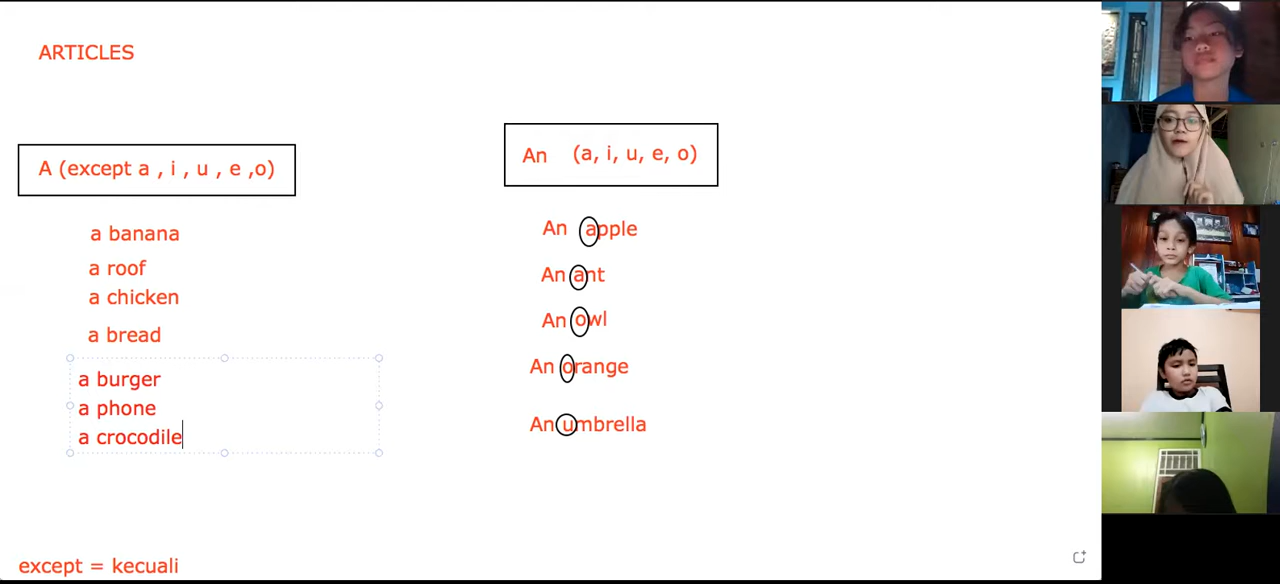 ARTICLES
A (except a , i , u , e ,o)
a banana
a roof
a chicken
a bread
a burger
a phone
a crocodile
An (a, i, u, e, o)
An apple
An ant
An owl
An orange
An umbrella
except = kecuali